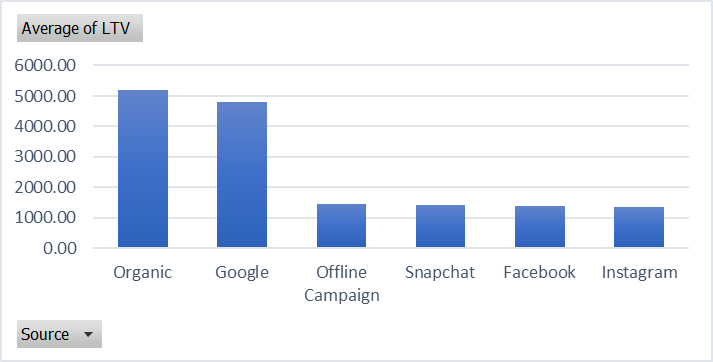 Average of LTV
6000.00
5000.00
4000.00
3000.00
2000.00
1000.00
0.00
Organic Google Offline Snapchat Facebook Instagram
Campaign
Source